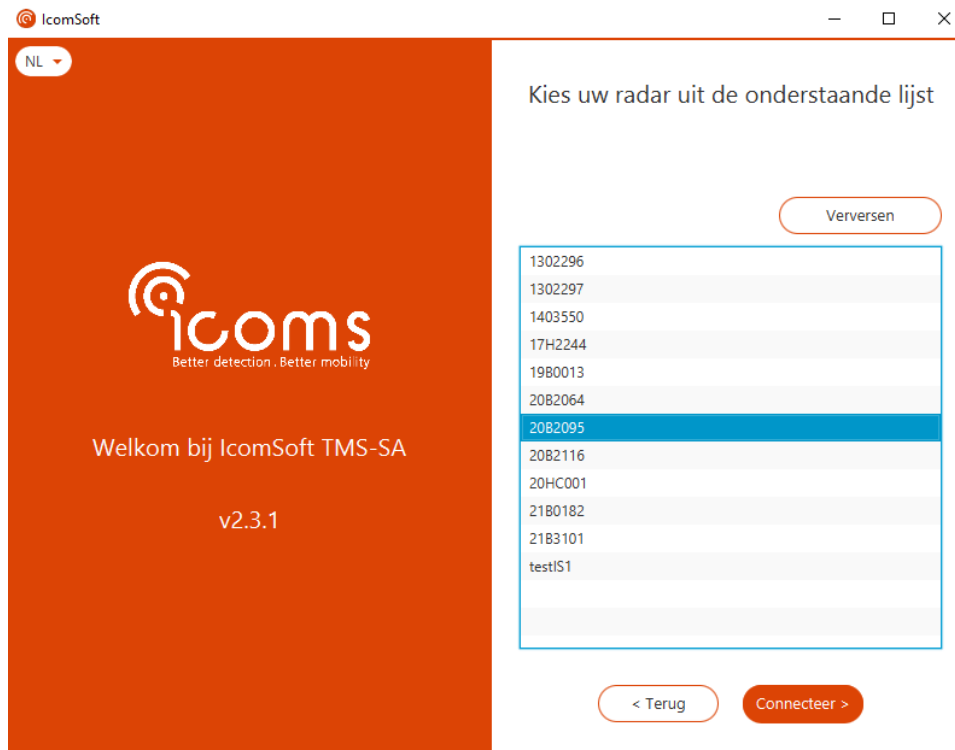 IcomSoft
NL
icoms
Better detection. Better mobility
Welkom bij IcomSoft TMS-SA
v2.3.1
Kies uw radar uit de onderstaande lijst
Verversen
1302296
1302297
1403550
17H2244
19B0013
20B2064
20B2095
20B2116
20HC001
21B0182
21B3101
testIS1
< Terug
Connecteer >